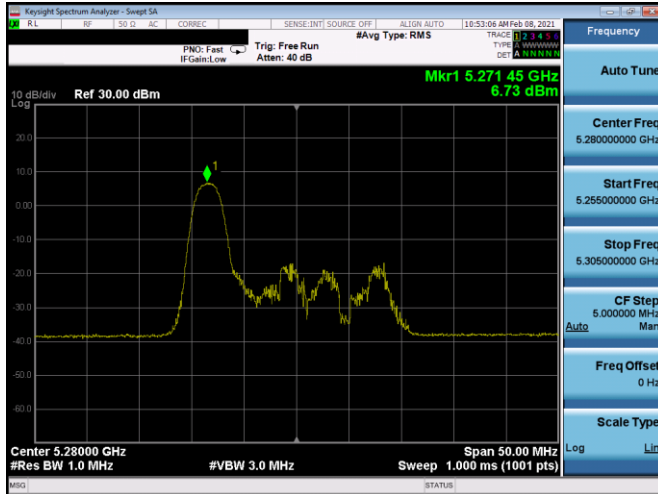 Keysight Spectrum Analyzer - Swept SA
RL RF 50 Ω AC CORREC SENSE:INT SOURCE OFF ALIGN AUTO 10:53:06 AM Feb 08, 2021
#Avg Type: RMS
TRACE 1 2 3 4 5 6
PNO: Fast Trig: Free Run
TYPE A WWWWW
IFGain:Low Atten: 40 dB
DET A N N N N N
Mkr1 5.271 45 GHz
6.73 dBm
10 dB/div Ref 30.00 dBm
Log
20.0
10.0
0.00
-10.0
-20.0
-30.0
-40.0
-50.0
-60.0
1
Center 5.28000 GHz Span 50.00 MHz
#Res BW 1.0 MHz #VBW 3.0 MHz Sweep 1.000 ms (1001 pts)
MSG STATUS
Frequency
Auto Tune
Center Freq
5.280000000 GHz
Start Freq
5.255000000 GHz
Stop Freq
5.305000000 GHz
CF Step
5.000000 MHz
Auto Man
Freq Offset
0 Hz
Scale Type
Log Lin